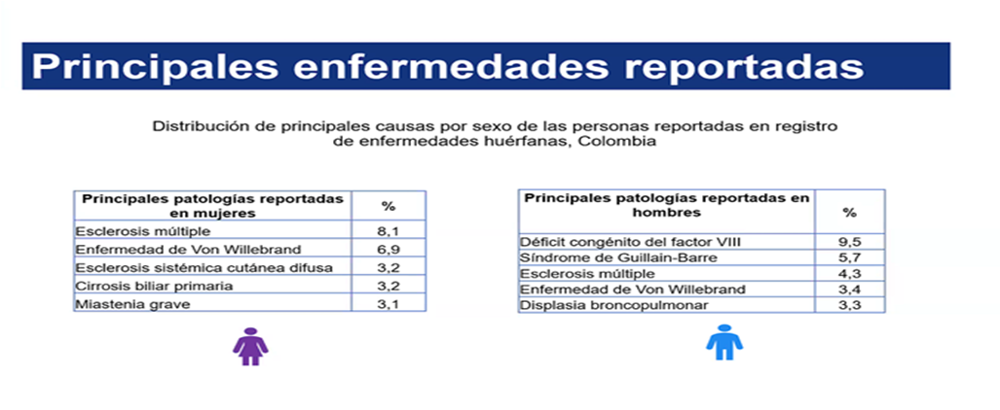 Principales enfermedades reportadas
Distribución de principales causas por sexo de las personas reportadas en registro
de enfermedades huérfanas, Colombia
Principales patologías reportadas
en mujeres
%
Esclerosis múltiple 8,1
Enfermedad de Von Willebrand 6,9
Esclerosis sistémica cutánea difusa 3,2
Cirrosis biliar primaria 3,2
Miastenia grave 3,1
Principales patologías reportadas en
hombres
%
Déficit congénito del factor VIII 9,5
Síndrome de Guillain-Barre 5,7
Esclerosis múltiple 4,3
Enfermedad de Von Willebrand 3,4
Displasia broncopulmonar 3,3